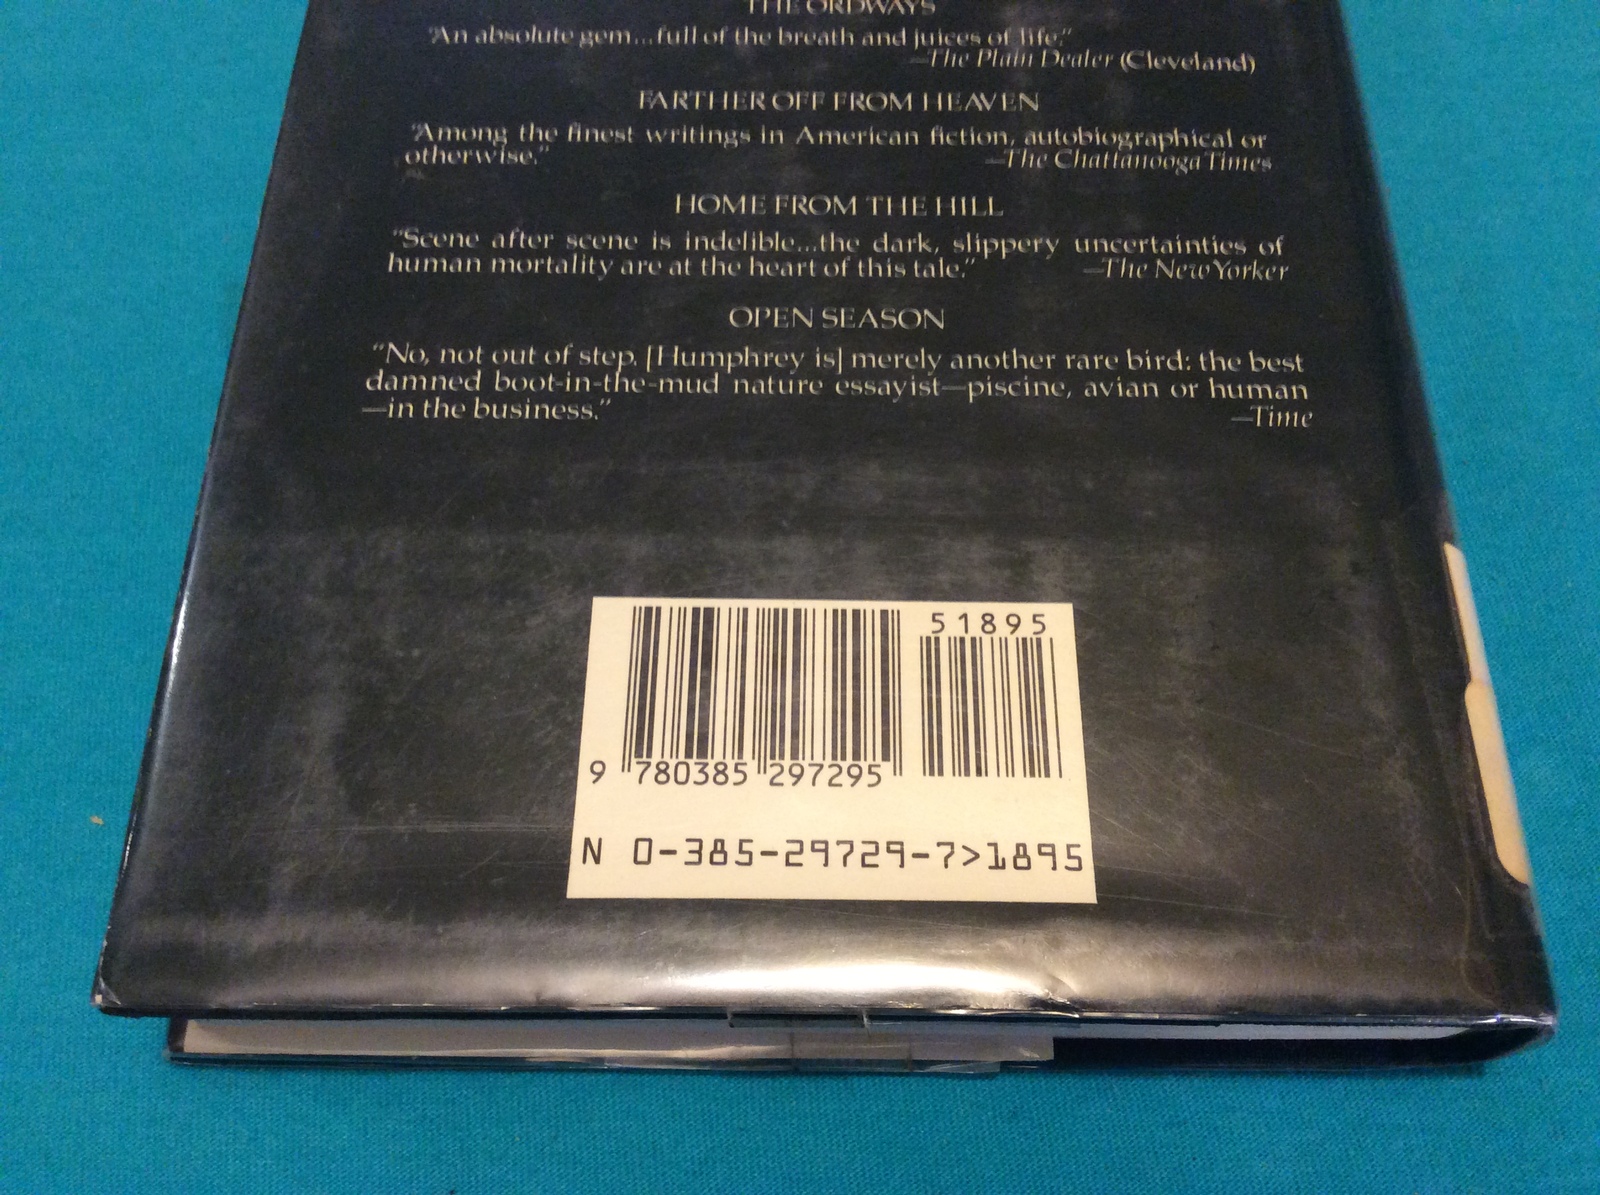 THE ORDWAYS
"An absolute gem...full of the breath and juices of life."
—The Plain Dealer (Cleveland)
FARTHER OFF FROM HEAVEN
"Among the finest writings in American fiction, autobiographical or
otherwise." —The Chattanooga Times
HOME FROM THE HILL
"Scene after scene is indelible...the dark, slippery uncertainties of
human mortality are at the heart of this tale." —The New Yorker
OPEN SEASON
"No, not out of step. [Humphrey is] merely another rare bird: the best
damned boot-in-the-mud nature essayist—piscine, avian or human
—in the business." —Time
51895
9 780385 297295
N 0-385-29729-7>1895